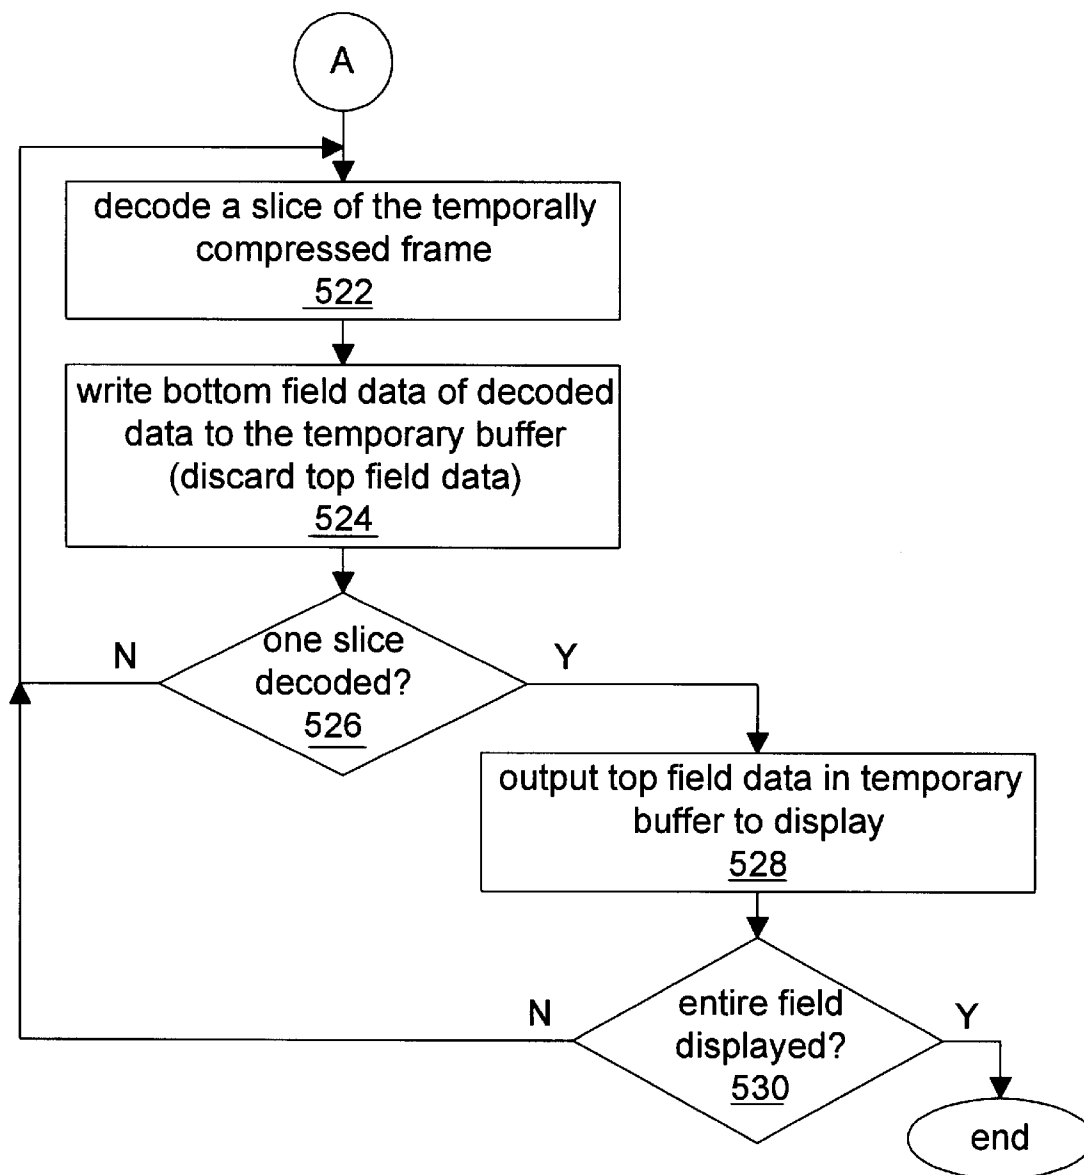 A
decode a slice of the temporally
compressed frame
522
write bottom field data of decoded
data to the temporary buffer
(discard top field data)
524
N
one slice
decoded?
526
Y
output top field data in temporary
buffer to display
528
N
entire field
displayed?
530
Y
end